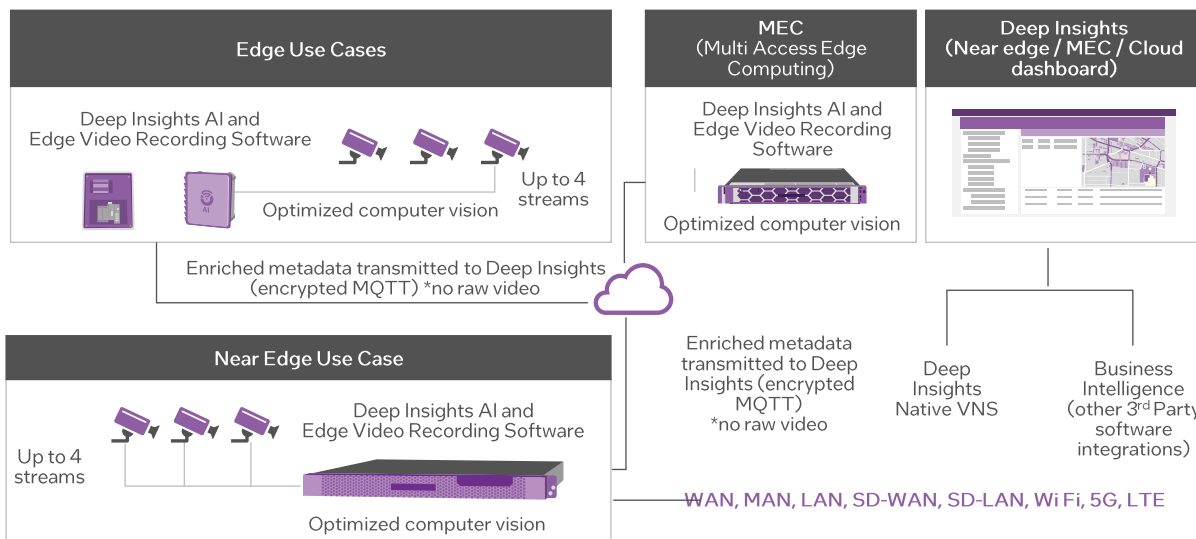 Edge Use Cases
Deep Insights AI and
Edge Video Recording Software
AI
Optimized computer vision
Up to 4
streams
MEC
(Multi Access Edge
Computing)
Deep Insights AI and
Edge Video Recording
Software
Optimized computer vision
Deep Insights
(Near edge / MEC / Cloud
dashboard)
Enriched metadata transmitted to Deep Insights
(encrypted MQTT) *no raw video
Near Edge Use Case
Up to 4
streams
Deep Insights AI and
Edge Video Recording Software
Optimized computer vision
Enriched metadata
transmitted to Deep
Insights (encrypted
MQTT)
*no raw video
Deep
Insights
Native VNS
Business
Intelligence
(other 3rd Party
software
integrations)
WAN, MAN, LAN, SD-WAN, SD-LAN, Wi Fi, 5G, LTE